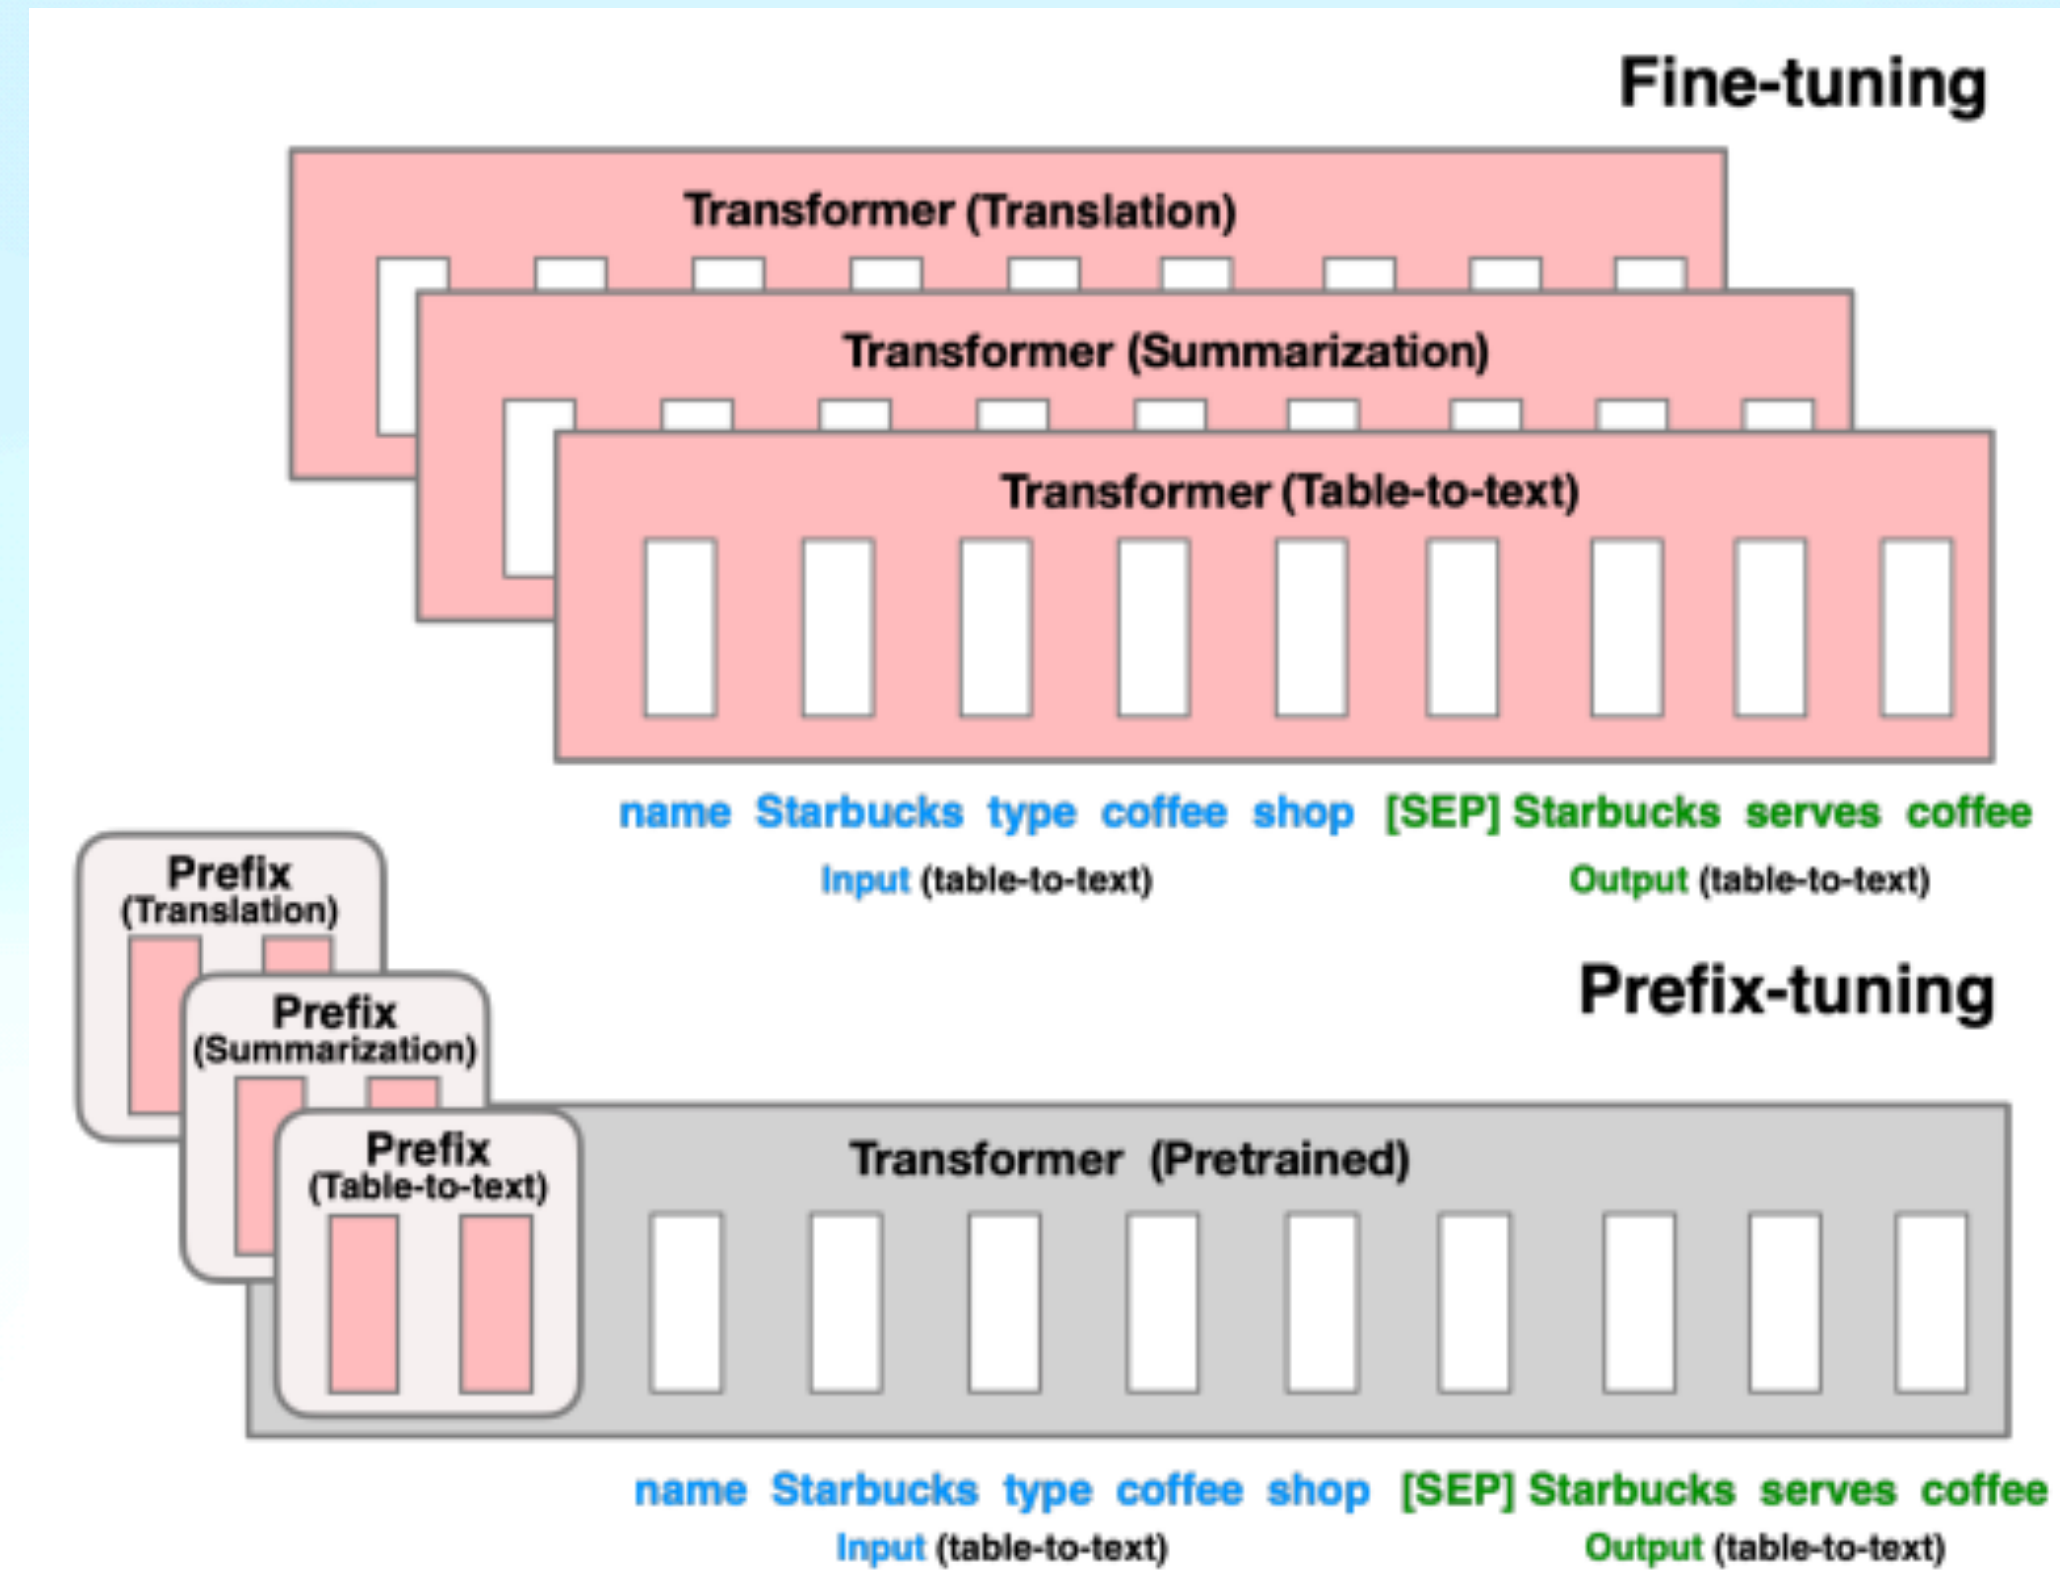 Fine-tuning
Transformer (Translation)
Transformer (Summarization)
Transformer (Table-to-text)
name Starbucks type coffee shop [SEP] Starbucks serves coffee
Input (table-to-text) Output (table-to-text)
Prefix
(Translation)
Prefix-tuning
Prefix
(Summarization)
Prefix
(Table-to-text)
Transformer (Pretrained)
name Starbucks type coffee shop [SEP] Starbucks serves coffee
Input (table-to-text) Output (table-to-text)